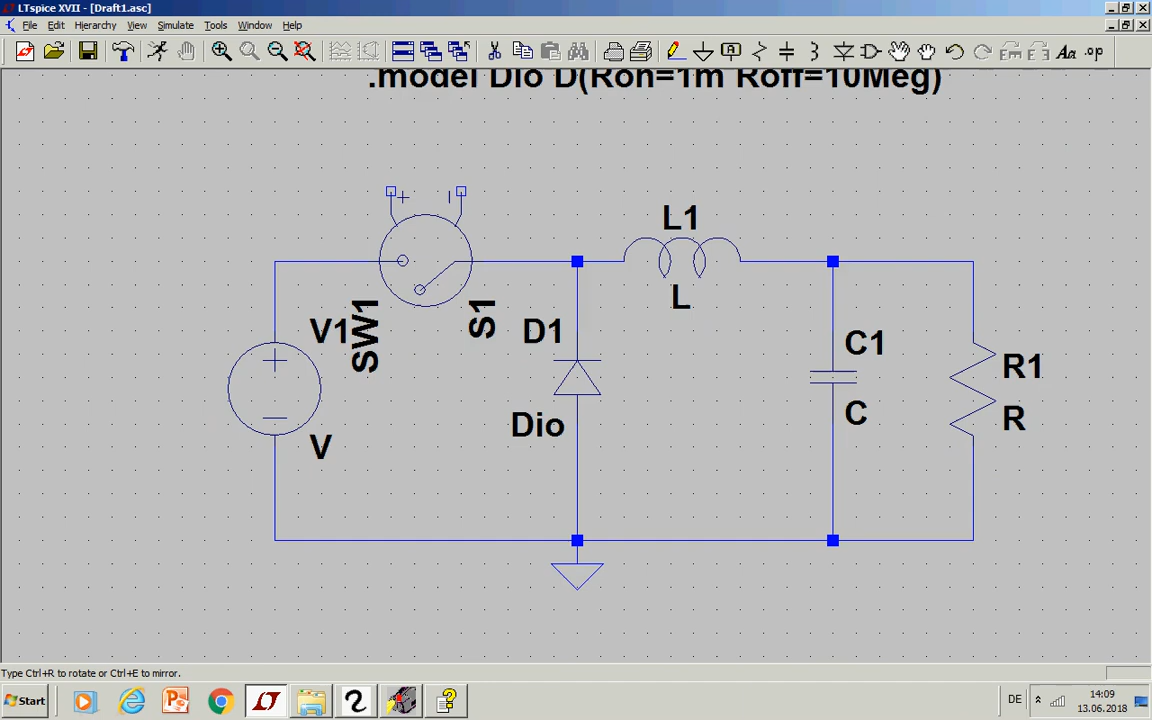 LTspice XVII - [Draft1.asc]
File Edit Hierarchy View Simulate Tools Window Help
.op
.model Dio D(Ron=1m Roff=10Meg)
L1
L
V1
SW1
S1
D1
Dio
C1
C
R1
R
V
Type Ctrl+R to rotate or Ctrl+E to mirror.
Start
DE
14:09
13.06.2018